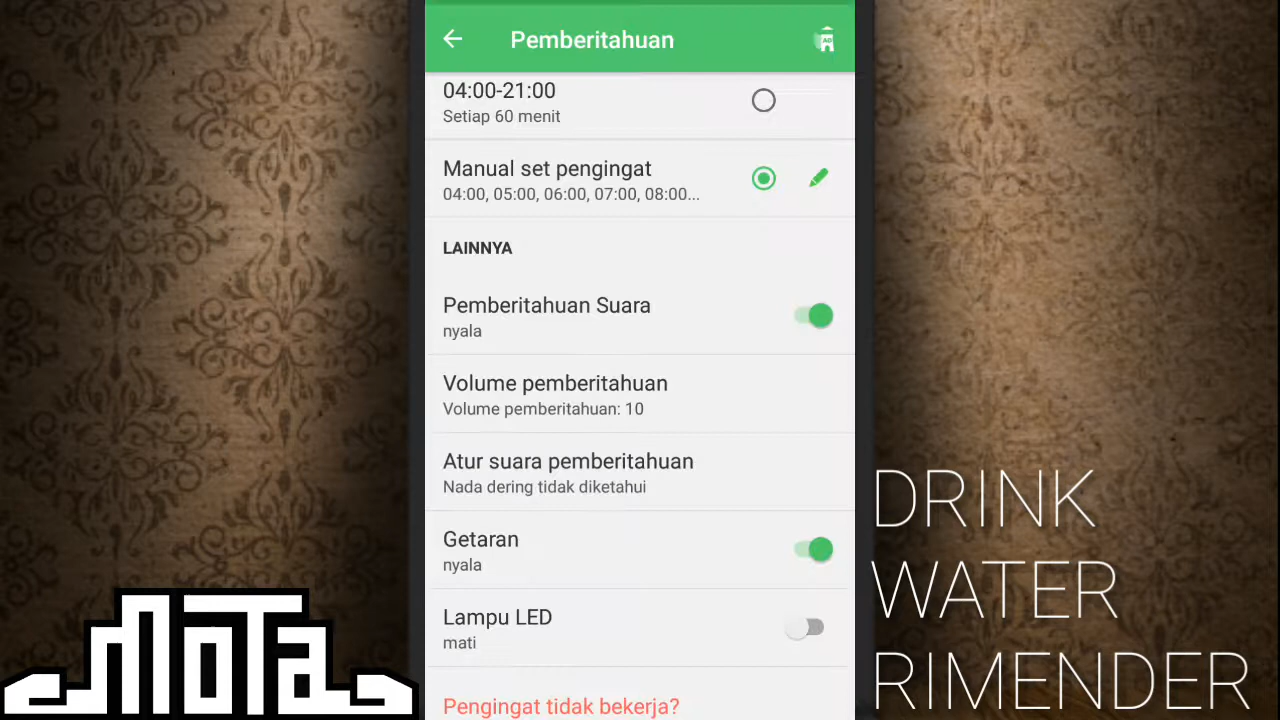 Pemberitahuan
AD
04:00-21:00
Setiap 60 menit
Manual set pengingat
04:00, 05:00, 06:00, 07:00, 08:00...
LAINNYA
Pemberitahuan Suara
nyala
Volume pemberitahuan
Volume pemberitahuan: 10
Atur suara pemberitahuan
Nada dering tidak diketahui
Getaran
nyala
Lampu LED
mati
Pengingat tidak bekerja?
DRINK
WATER
RIMENDER
NOTA